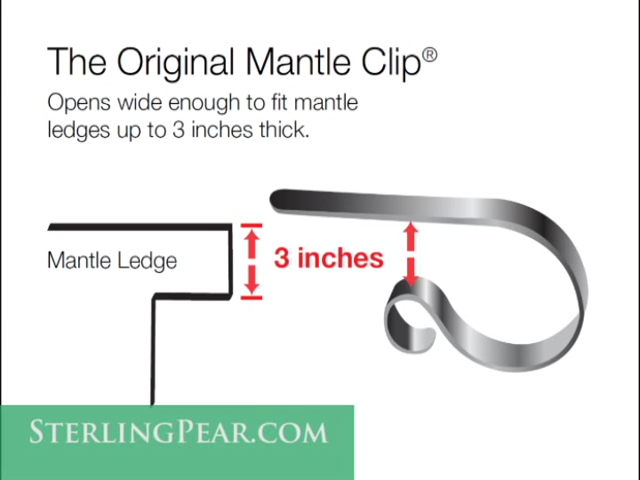 The Original Mantle Clip®
Opens wide enough to fit mantle
ledges up to 3 inches thick.
Mantle Ledge
3 inches
SterlingPear.com